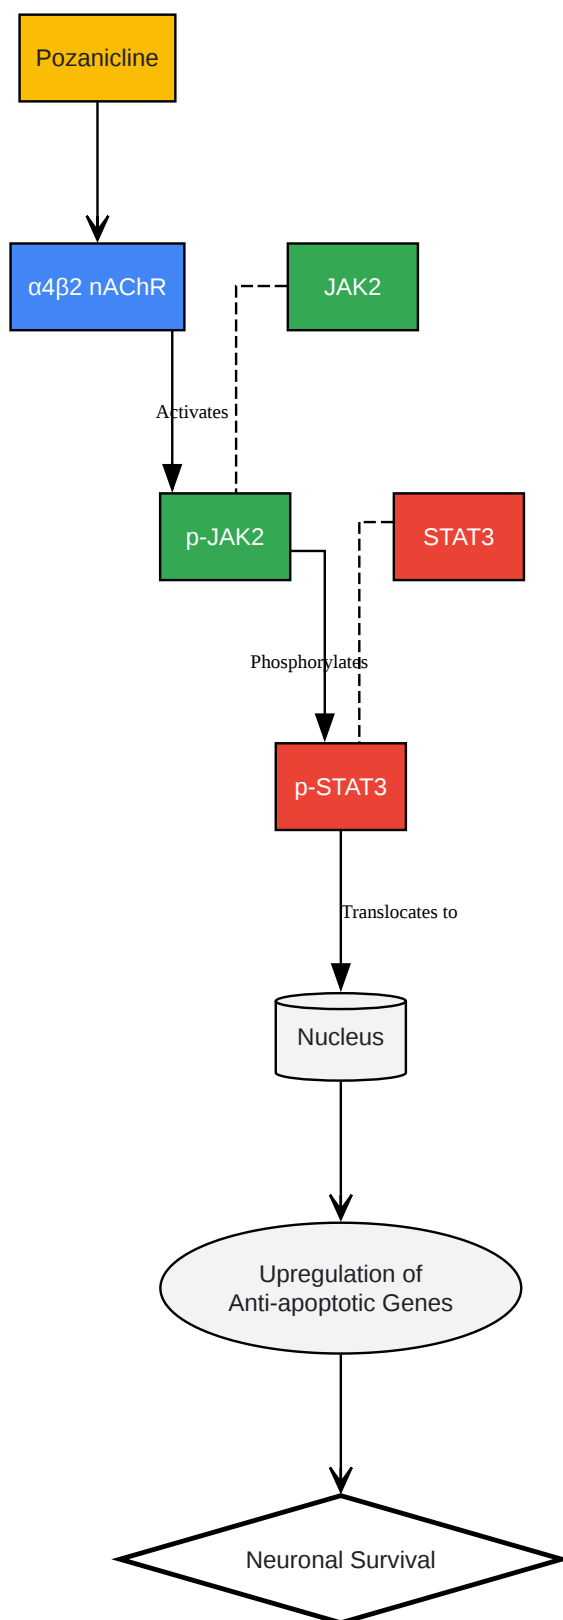 Pozanicline
α4β2 nAChR
JAK2
Activates
p-JAK2
STAT3
Phosphorylates
p-STAT3
Translocates to
Nucleus
Upregulation of
Anti-apoptotic Genes
Neuronal Survival